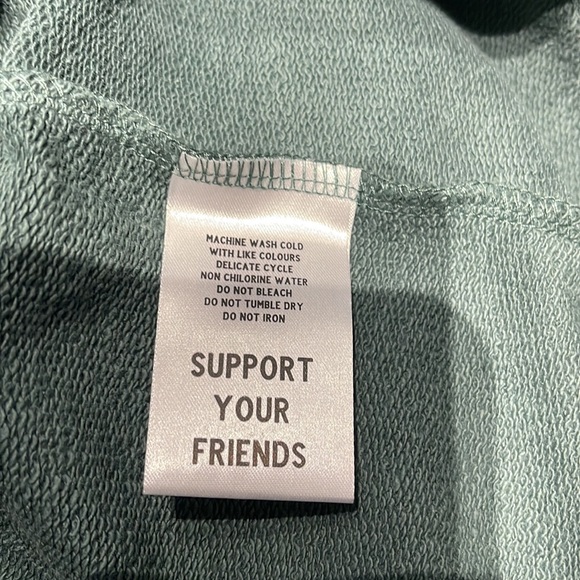 MACHINE WASH COLD
WITH LIKE COLOURS
DELICATE CYCLE
NON CHILORINE WATER
DO NOT BLEACH
DO NOT TUMBLE DRY
DO NOT IRON
SUPPORT
YOUR
FRIENDS